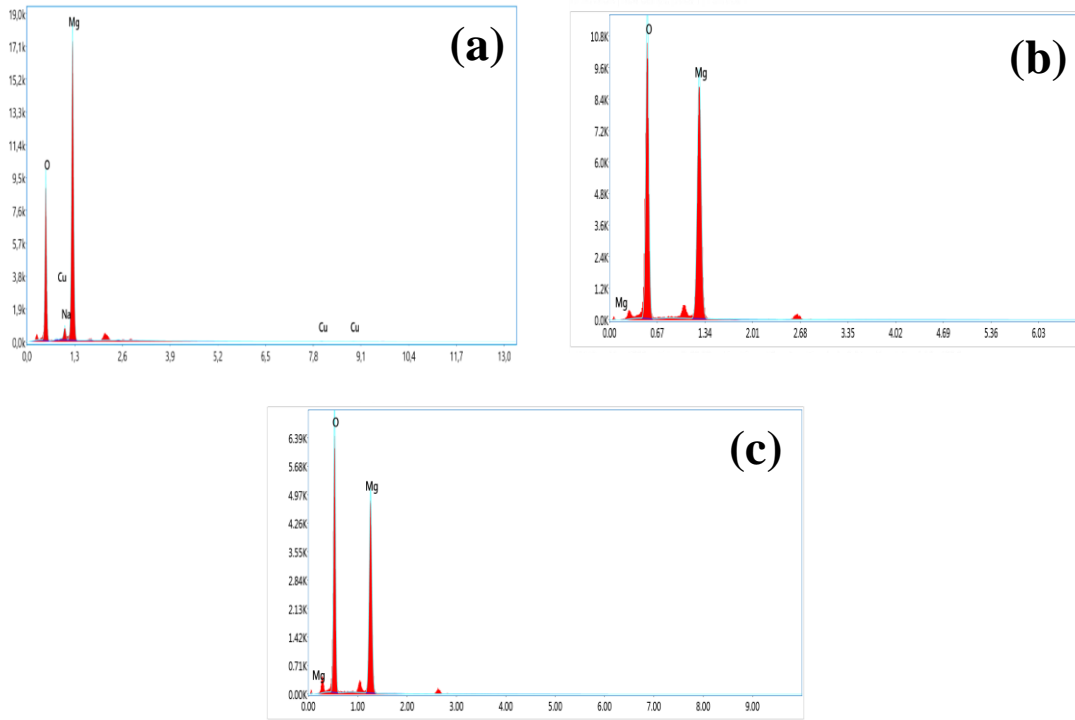 (a)
19,0k
17,1k
15,2k
13,3k
11,4k
9,5k
7,6k
5,7k
3,8k
1,9k
0,0k
Mg
O
Cu
Na
Cu Cu
0,0 1,3 2,6 3,9 5,2 6,5 7,8 9,1 10,4 11,7 13,0
(b)
10.8K
9.6K
8.4K
7.2K
6.0K
4.8K
3.6K
2.4K
1.2K
0.0K
O
Mg
Mg
0.00 0.67 1.34 2.01 2.68 3.35 4.02 4.69 5.36 6.03
(c)
6.39K
5.68K
4.97K
4.26K
3.55K
2.84K
2.13K
1.42K
0.71K
0.00K
O
Mg
Mg
0.00 1.00 2.00 3.00 4.00 5.00 6.00 7.00 8.00 9.00